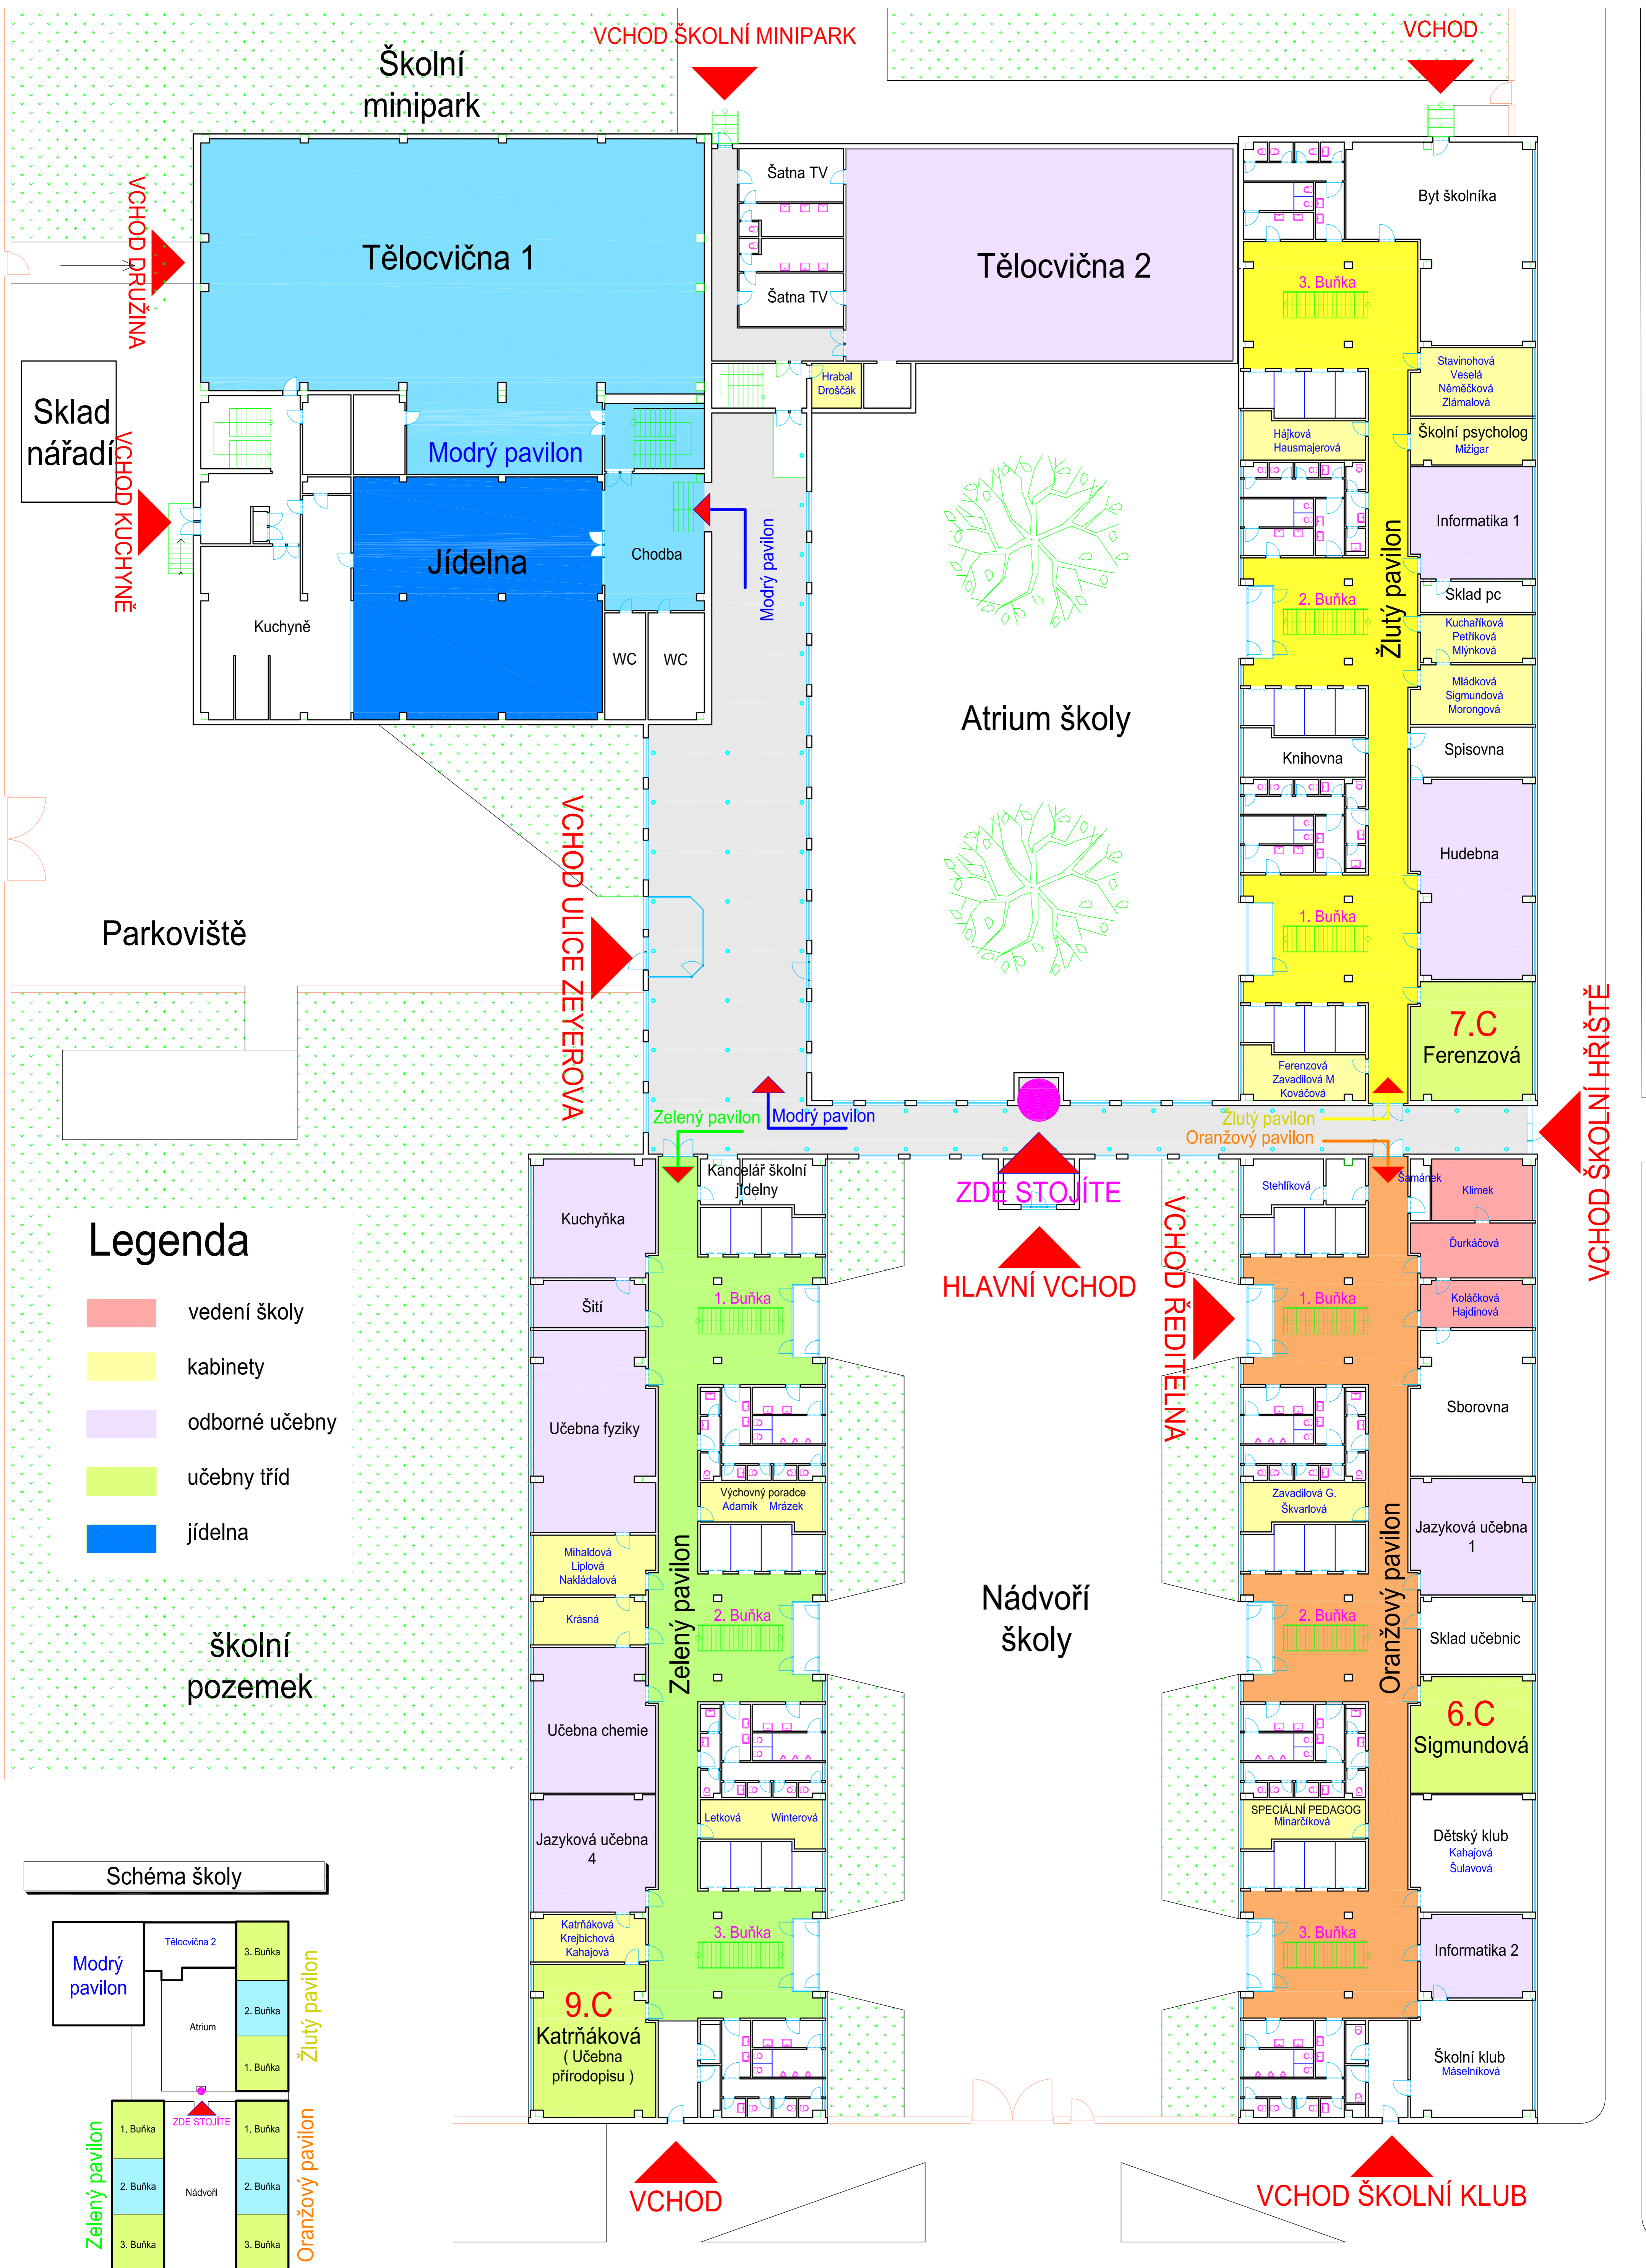 VCHOD ŠKOLNÍ MINIPARK
VCHOD
Školní
minipark
VCHOD DRUŽINA
Tělocvična 1
Šatna TV
Šatna TV
Tělocvična 2
Byt školníka
3. Buňka
Sklad
nářadí
VCHOD KUCHYNĚ
Hrabal
Droščák
Stavinohová
Veselá
Něměčková
Zlámalová
Hájková
Hausmajerová
Školní psycholog
Mižigar
Modrý pavilon
Informatika 1
Jídelna
Chodba
Modrý pavilon
Žlutý pavilon
Sklad pc
2. Buňka
Kuchyně
Kuchaříková
Petříková
Mlýnková
WC
WC
Mládková
Sigmundová
Morongová
Atrium školy
Knihovna
Spisovna
VCHOD ULICE ZEYEROVA
Hudebna
1. Buňka
Parkoviště
7.C
Ferenzová
VCHOD ŠKOLNÍ HŘIŠTĚ
Ferenzová
Zavadilová M
Kováčová
Zelený pavilon
Modrý pavilon
Žlutý pavilon
Oranžový pavilon
ZDE STOJÍTE
Kancelář školní
jídelny
Stehlíková
Šamánek
Klimek
Kuchyňka
Legenda
vedení školy
kabinety
odborné učebny
učebny tříd
jídelna
HLAVNÍ VCHOD
VCHOD ŘEDITELNA
Ďurkáčová
Šití
1. Buňka
1. Buňka
Koláčková
Hajdinová
Učebna fyziky
Sborovna
Výchovný poradce
Adamík Mrázek
Zavadilová G.
Škvarlová
Zelený pavilon
Oranžový pavilon
Jazyková učebna
1
Mihaldová
Liplová
Nakládalová
Krásná
2. Buňka
Nádvoří
školy
2. Buňka
Sklad učebnic
školní
pozemek
Učebna chemie
6.C
Sigmundová
Letková Winterová
SPECIÁLNÍ PEDAGOG
Minarčíková
Jazyková učebna
4
Dětský klub
Kahajová
Šulavová
Katrňáková
Krejbichová
Kahajová
3. Buňka
3. Buňka
Informatika 2
9.C
Katrňáková
( Učebna
přírodopisu )
Školní klub
Máselníková
VCHOD
VCHOD ŠKOLNÍ KLUB
Schéma školy
Modrý
pavilon
Tělocvična 2
3. Buňka
2. Buňka
1. Buňka
Žlutý pavilon
Atrium
ZDE STOJÍTE
Zelený pavilon
1. Buňka
2. Buňka
3. Buňka
Nádvoří
1. Buňka
2. Buňka
3. Buňka
Oranžový pavilon